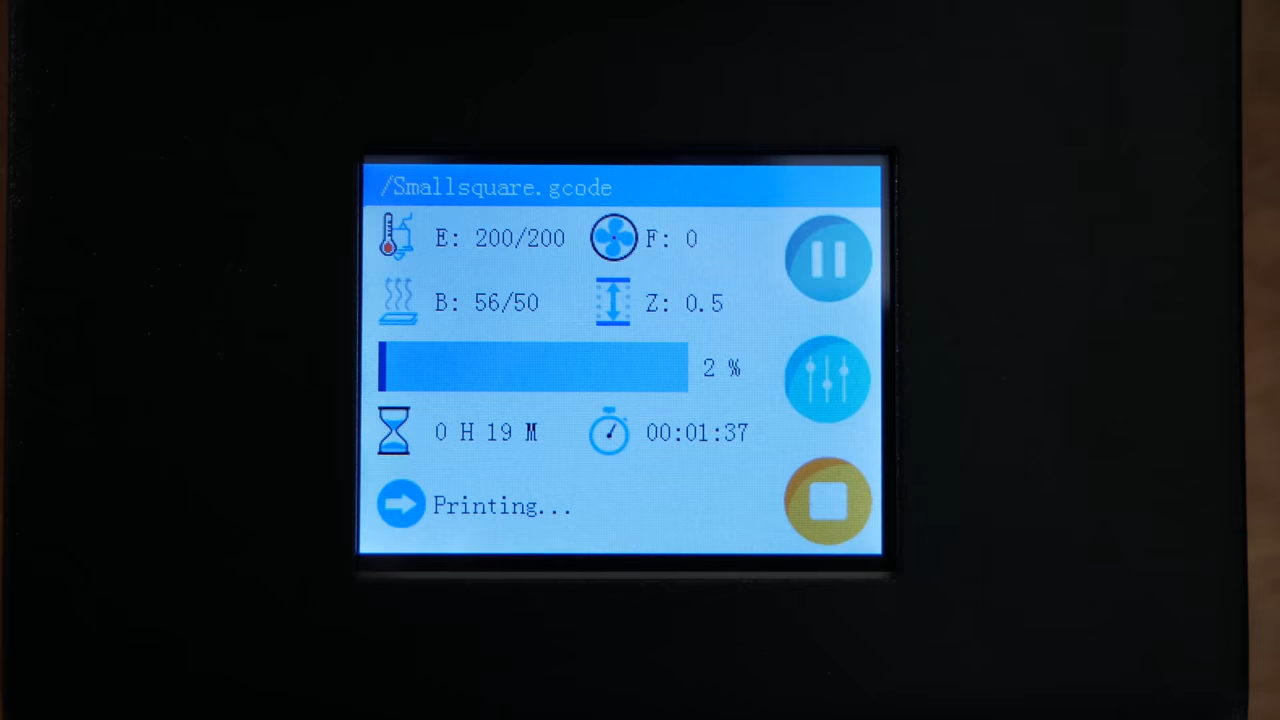 /Smallsquare.gcode
E: 200/200 F: 0
B: 56/50 Z: 0.5
2 %
0 H 19 M 00:01:37
Printing...